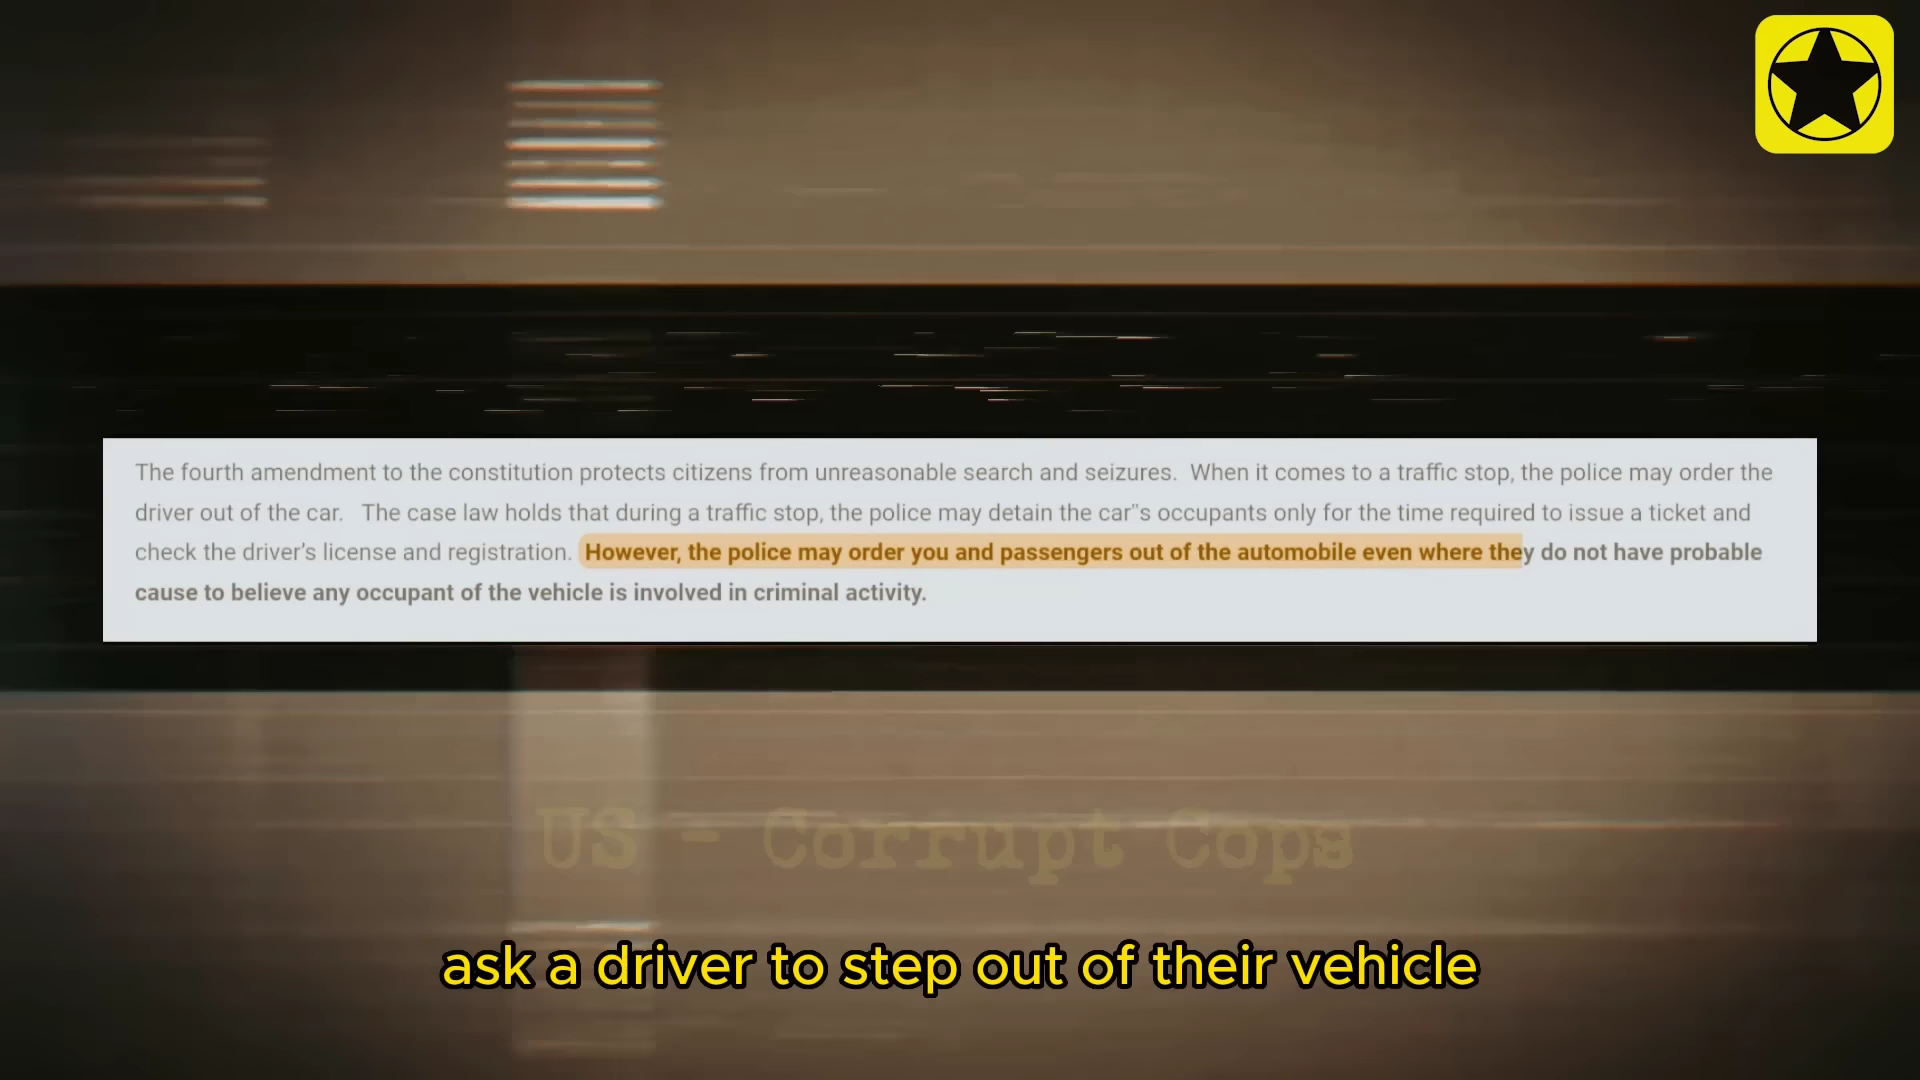 The fourth amendment to the constitution protects citizens from unreasonable search and seizures.  When it comes to a traffic stop, the police may order the
driver out of the car.   The case law holds that during a traffic stop, the police may detain the car"s occupants only for the time required to issue a ticket and
check the driver's license and registration. However, the police may order you and passengers out of the automobile even where they do not have probable
cause to believe any occupant of the vehicle is involved in criminal activity.
US - Corrupt Cops
ask a driver to step out of their vehicle